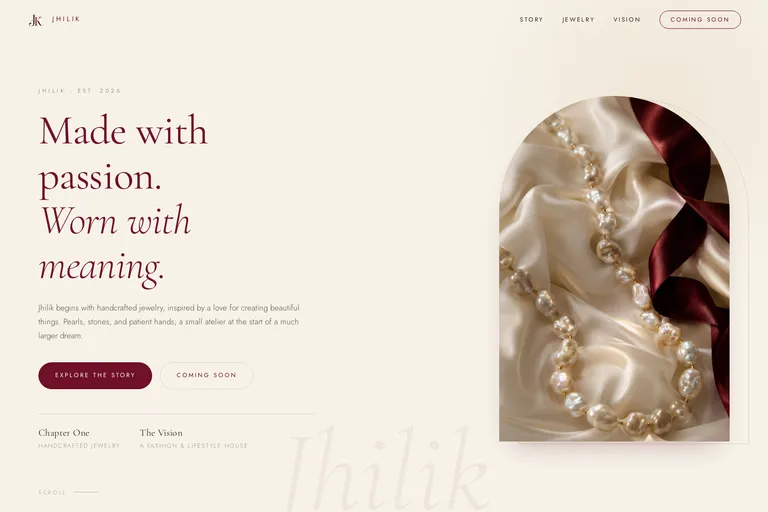 JK JHILIK
STORY JEWELRY VISION COMING SOON
JHILIK · EST. 2026
Made with
passion.
Worn with
meaning.
Jhilik begins with handcrafted jewelry, inspired by a love for creating beautiful
things. Pearls, stones, and patient hands; a small atelier at the start of a much
larger dream.
EXPLORE THE STORY COMING SOON
Chapter One The Vision
HANDCRAFTED JEWELRY A FASHION & LIFESTYLE HOUSE
Jhilik
SCROLL